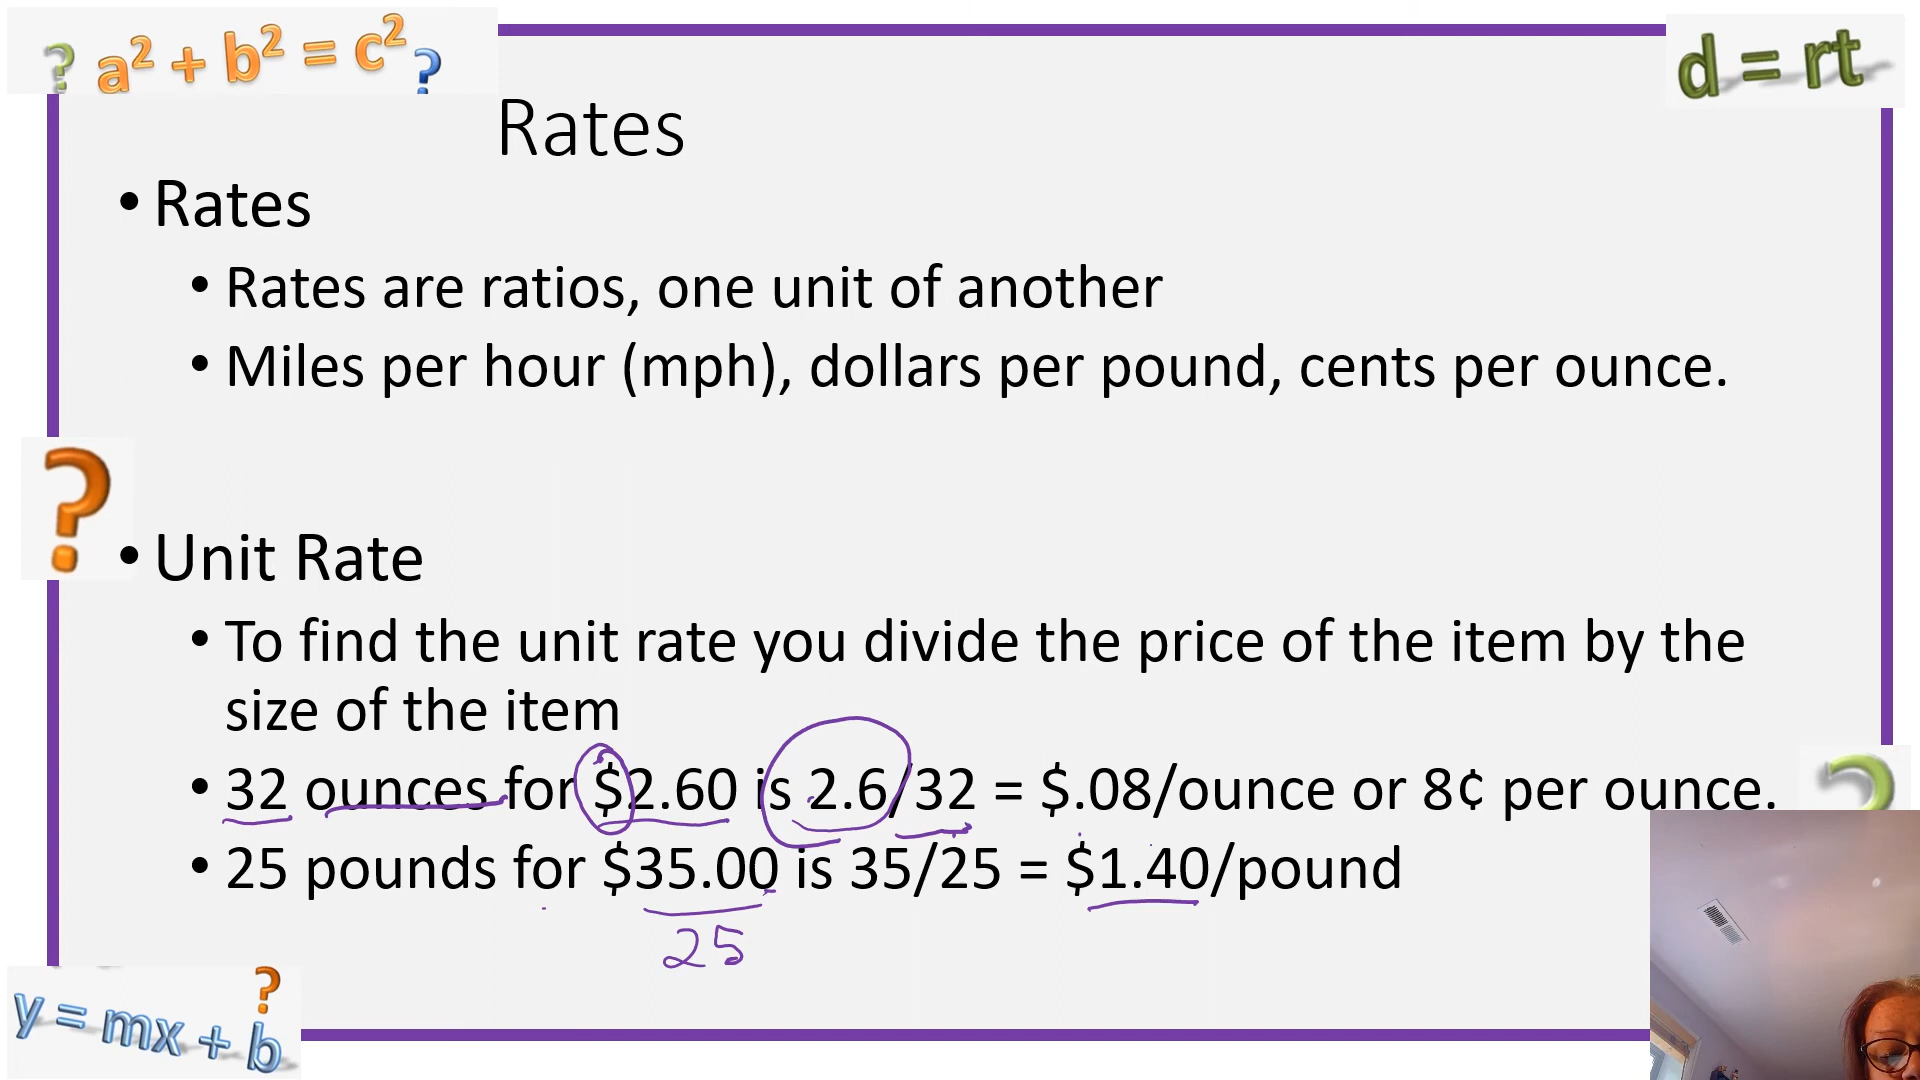 ? a² + b² = c² ?
d = rt
Rates
• Rates
• Rates are ratios, one unit of another
• Miles per hour (mph), dollars per pound, cents per ounce.
?
• Unit Rate
• To find the unit rate you divide the price of the item by the
size of the item
• 32 ounces for $2.60 is 2.6/32 = $.08/ounce or 8¢ per ounce.
• 25 pounds for $35.00 is 35/25 = $1.40/pound
25
?
y = mx + b